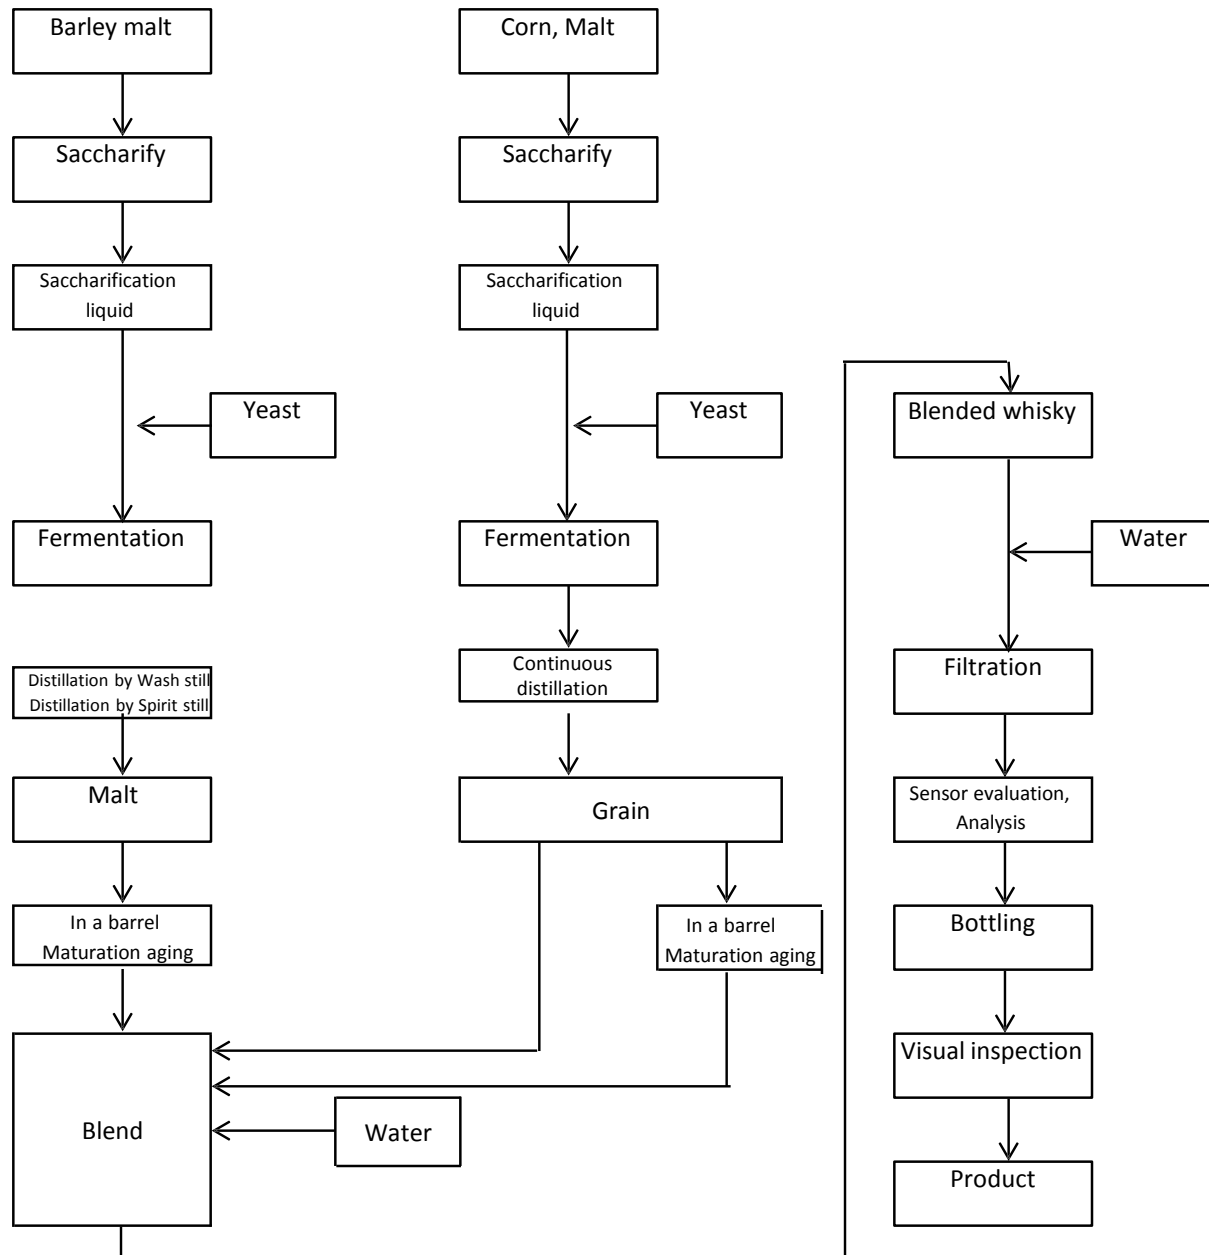 Barley malt
Saccharify
Saccharification
liquid
Yeast
Fermentation
Distillation by Wash still
Distillation by Spirit still
Malt
In a barrel
Maturation aging
Blend
Corn, Malt
Saccharify
Saccharification
liquid
Yeast
Fermentation
Continuous
distillation
Grain
In a barrel
Maturation aging
Water
Blended whisky
Water
Filtration
Sensor evaluation,
Analysis
Bottling
Visual inspection
Product